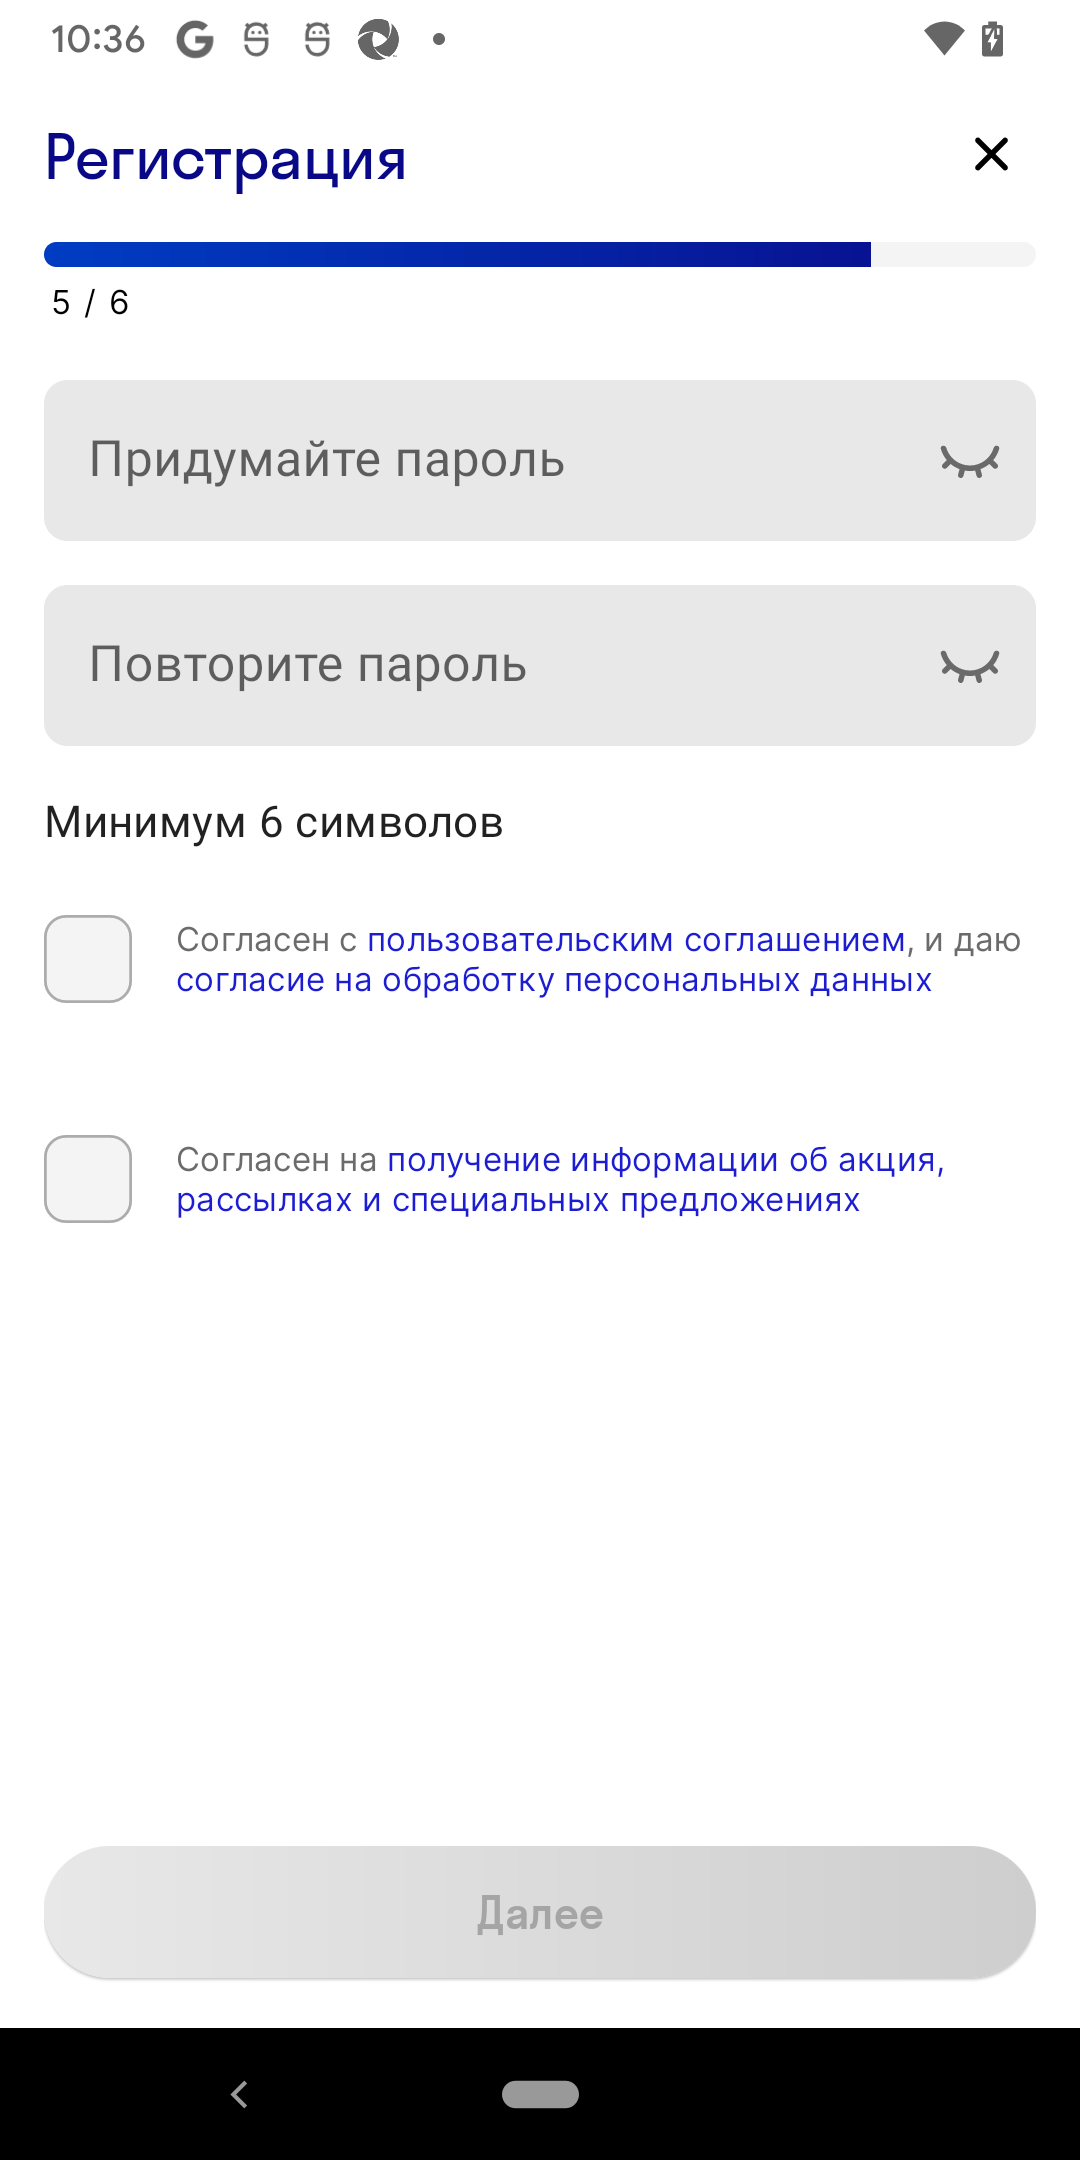 10:36
Регистрация
5 / 6
Придумайте пароль
Повторите пароль
Минимум 6 символов
Согласен с пользовательским соглашением, и даю
согласие на обработку персональных данных
Согласен на получение информации об акция,
рассылках и специальных предложениях
Далее